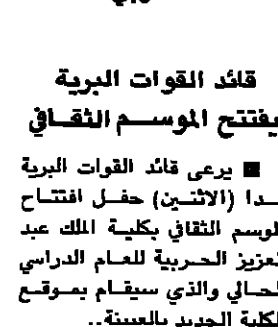 قائد القوات البرية
يفتتح الموسم الثقافي
■ يرعى قائد القوات البرية
غدا (الاثنين) حفل افتتاح
الموسم الثقافي بكلية الملك عبد
العزيز الحربية للعام الدراسي
الحالي والذي سيقام بموقع
الكلية الجديد بالعيينة..